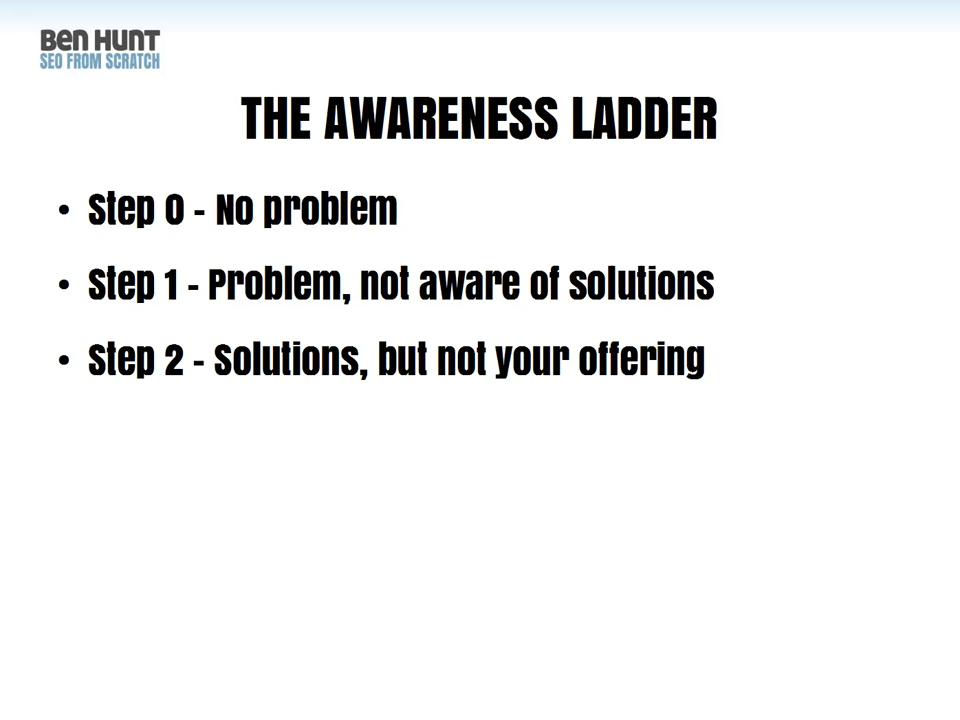 Ben Hunt
SEO FROM SCRATCH
THE AWARENESS LADDER
• Step 0 - No problem
• Step 1 - Problem, not aware of solutions
• Step 2 - Solutions, but not your offering